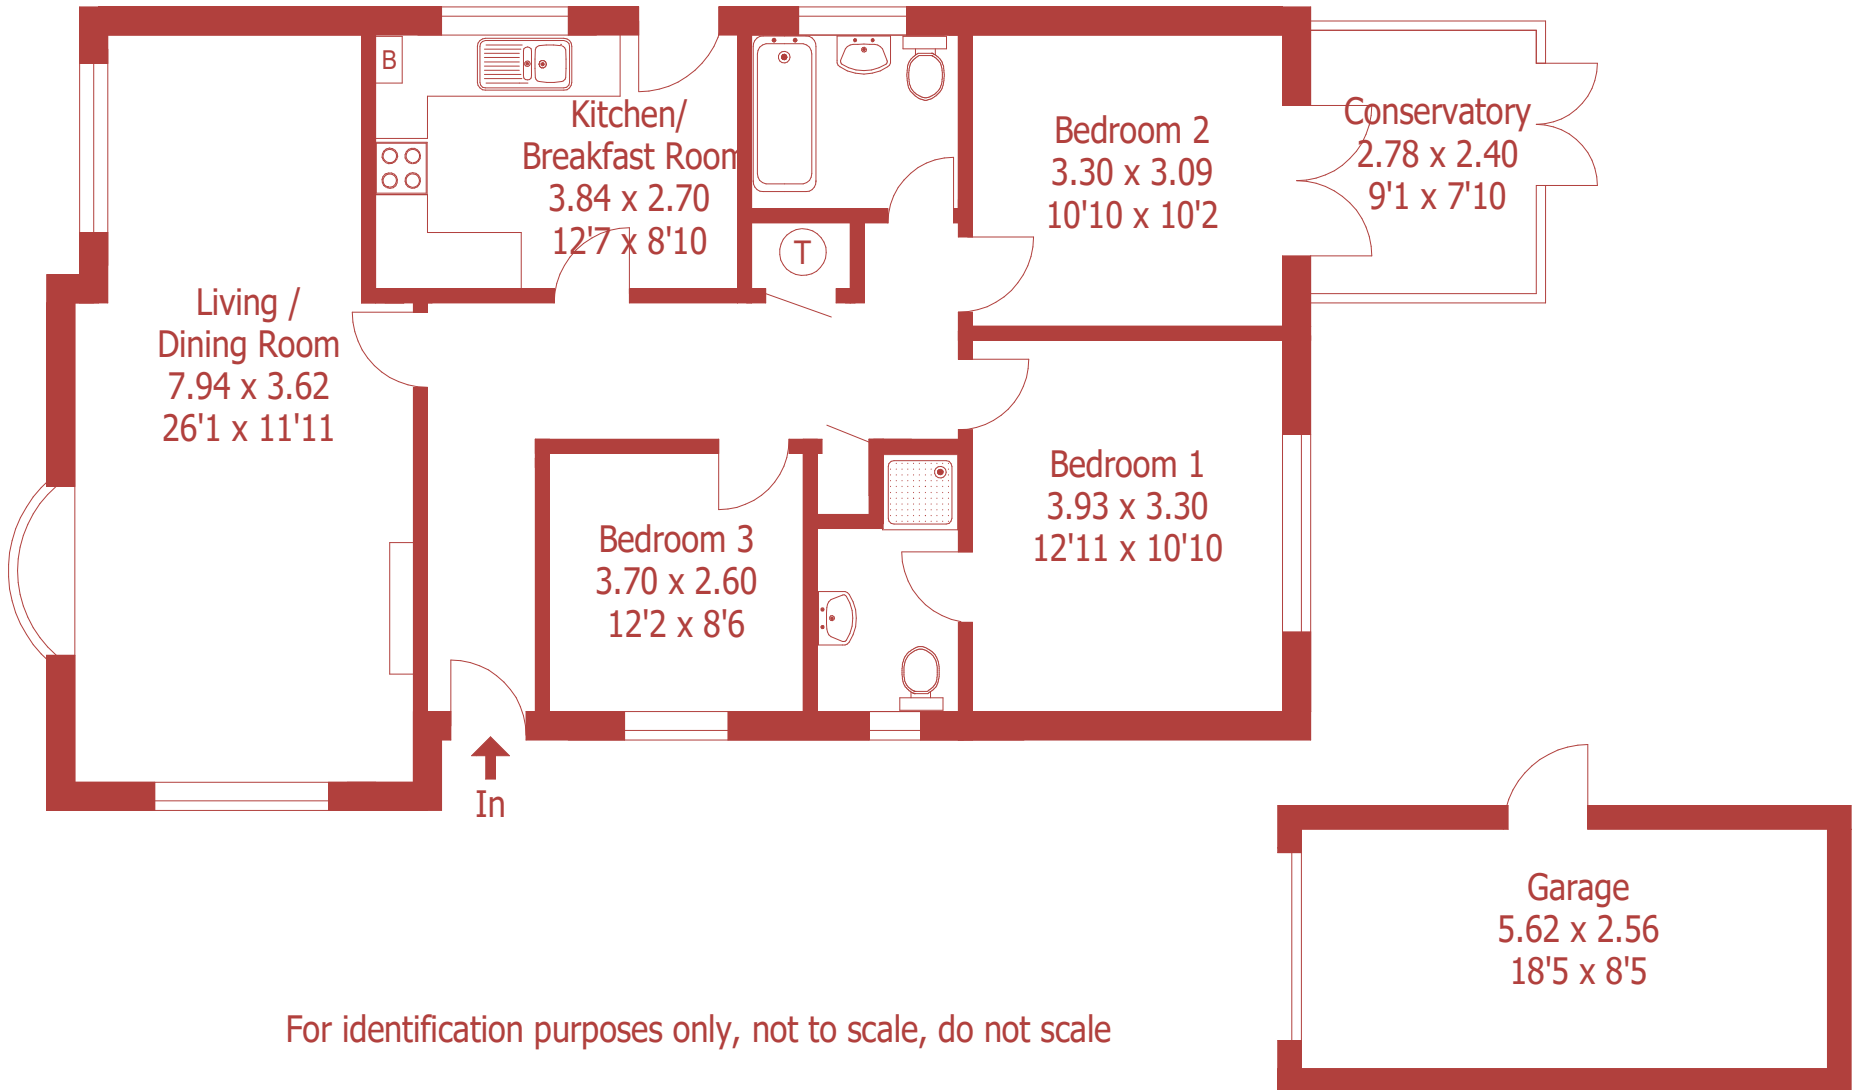 B
Kitchen/
Breakfast Room
3.84 x 2.70
12'7 x 8'10
T
Bedroom 2
3.30 x 3.09
10'10 x 10'2
Conservatory
2.78 x 2.40
9'1 x 7'10
Living /
Dining Room
7.94 x 3.62
26'1 x 11'11
Bedroom 3
3.70 x 2.60
12'2 x 8'6
Bedroom 1
3.93 x 3.30
12'11 x 10'10
In
Garage
5.62 x 2.56
18'5 x 8'5
For identification purposes only, not to scale, do not scale